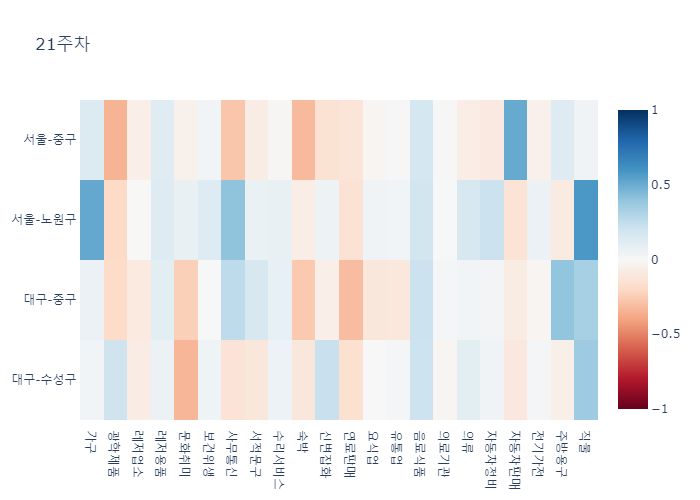 21주차
서울-중구
서울-노원구
대구-중구
대구-수성구
1
0.5
0
−0.5
−1
가구
광학제품
레저업소
레저용품
문화취미
보건위생
사무통신
서적문구
수리서비스
숙박
신변잡화
연료판매
요식업
유통업
음료식품
의료기관
의류
자동차정비
자동차판매
전기가전
주방용구
직물